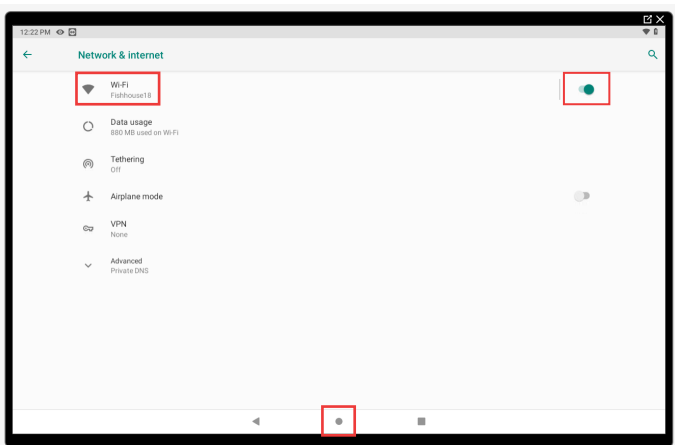 12:22 PM
Network & internet
Wi-Fi
Fishhouse18
Data usage
880 MB used on Wi-Fi
Tethering
Off
Airplane mode
VPN
None
Advanced
Private DNS